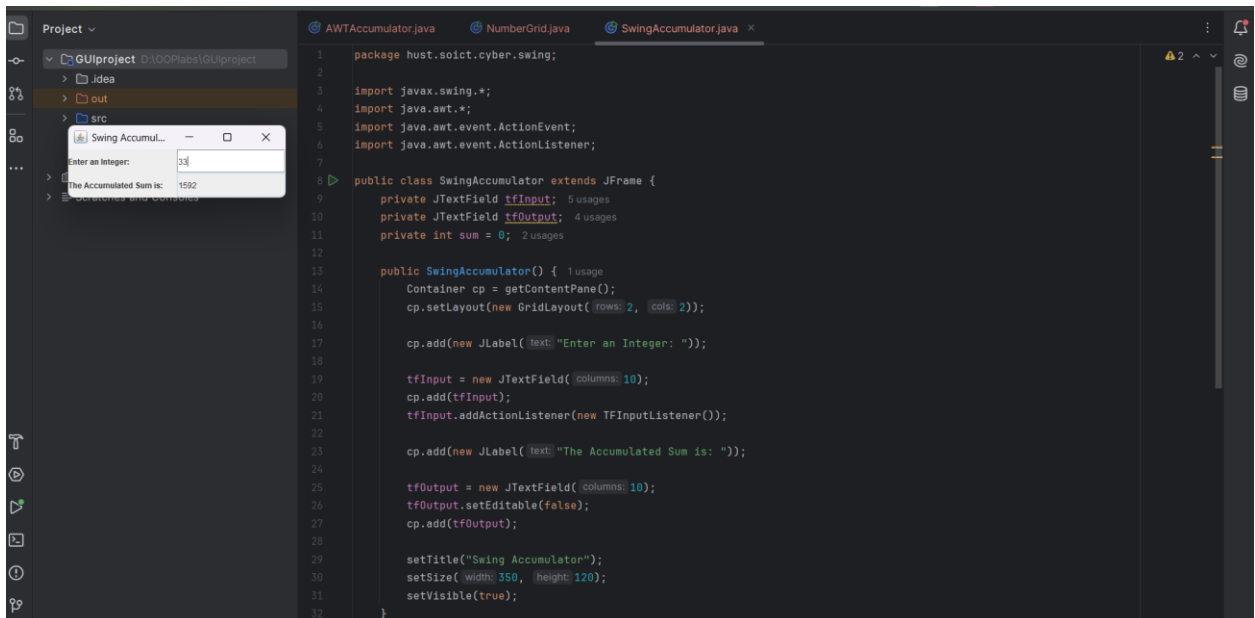 Project
AWTAccumulator.java NumberGrid.java SwingAccumulator.java ×
GUIproject D:\OOPlabs\GUIproject
.idea
out
src
Swing Accumul...
Enter an Integer: 33
The Accumulated Sum is: 1592
Scratches and Consoles
2
1 package hust.soict.cyber.swing;
2
3 import javax.swing.*;
4 import java.awt.*;
5 import java.awt.event.ActionEvent;
6 import java.awt.event.ActionListener;
7
8 public class SwingAccumulator extends JFrame {
9 private JTextField tfInput; 5 usages
10 private JTextField tfOutput; 4 usages
11 private int sum = 0; 2 usages
12
13 public SwingAccumulator() { 1 usage
14 Container cp = getContentPane();
15 cp.setLayout(new GridLayout( rows: 2, cols: 2));
16
17 cp.add(new JLabel( text: "Enter an Integer: "));
18
19 tfInput = new JTextField( columns: 10);
20 cp.add(tfInput);
21 tfInput.addActionListener(new TFInputListener());
22
23 cp.add(new JLabel( text: "The Accumulated Sum is: "));
24
25 tfOutput = new JTextField( columns: 10);
26 tfOutput.setEditable(false);
27 cp.add(tfOutput);
28
29 setTitle("Swing Accumulator");
30 setSize( width: 350, height: 120);
31 setVisible(true);
32 }